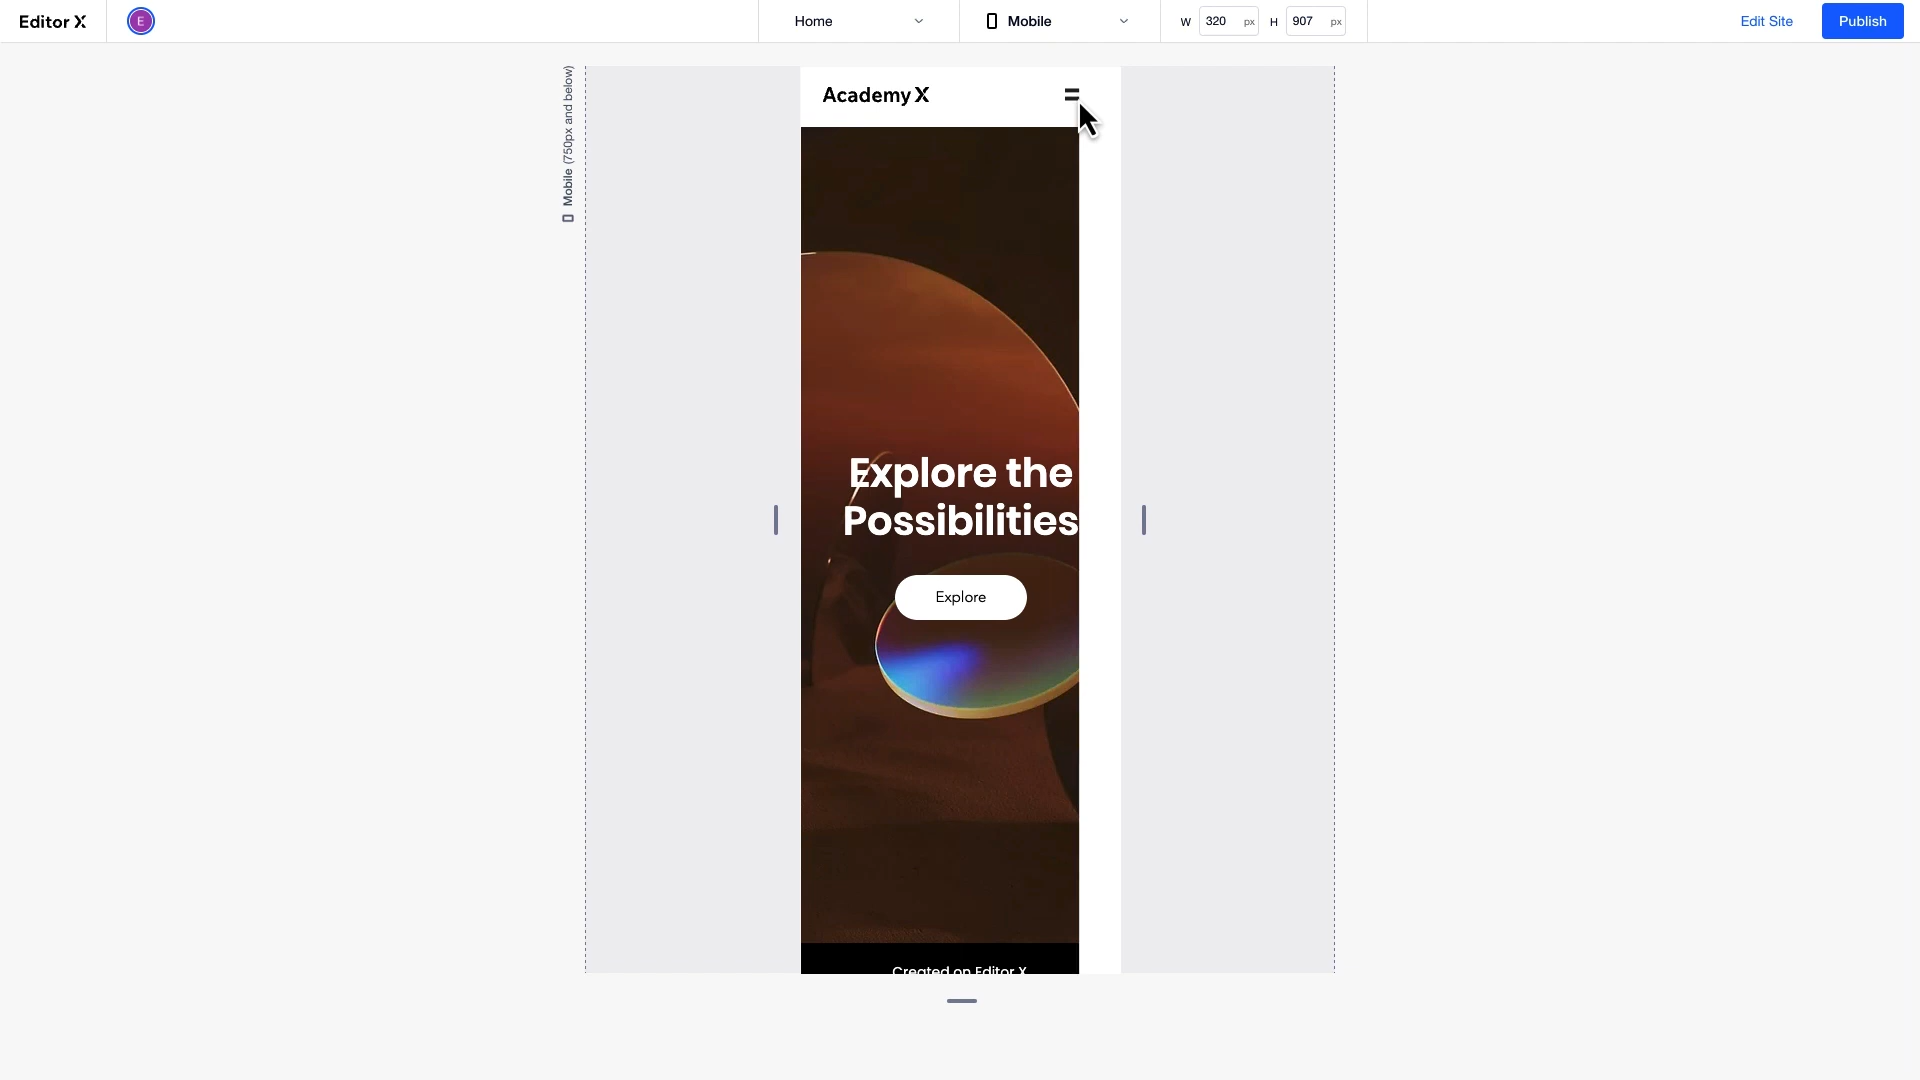 Editor X
E
Home
Mobile
W 320 px H 907 px
Edit Site
Publish
Mobile (750px and below)
Academy X
Explore the
Possibilities
Explore
Created on Editor X